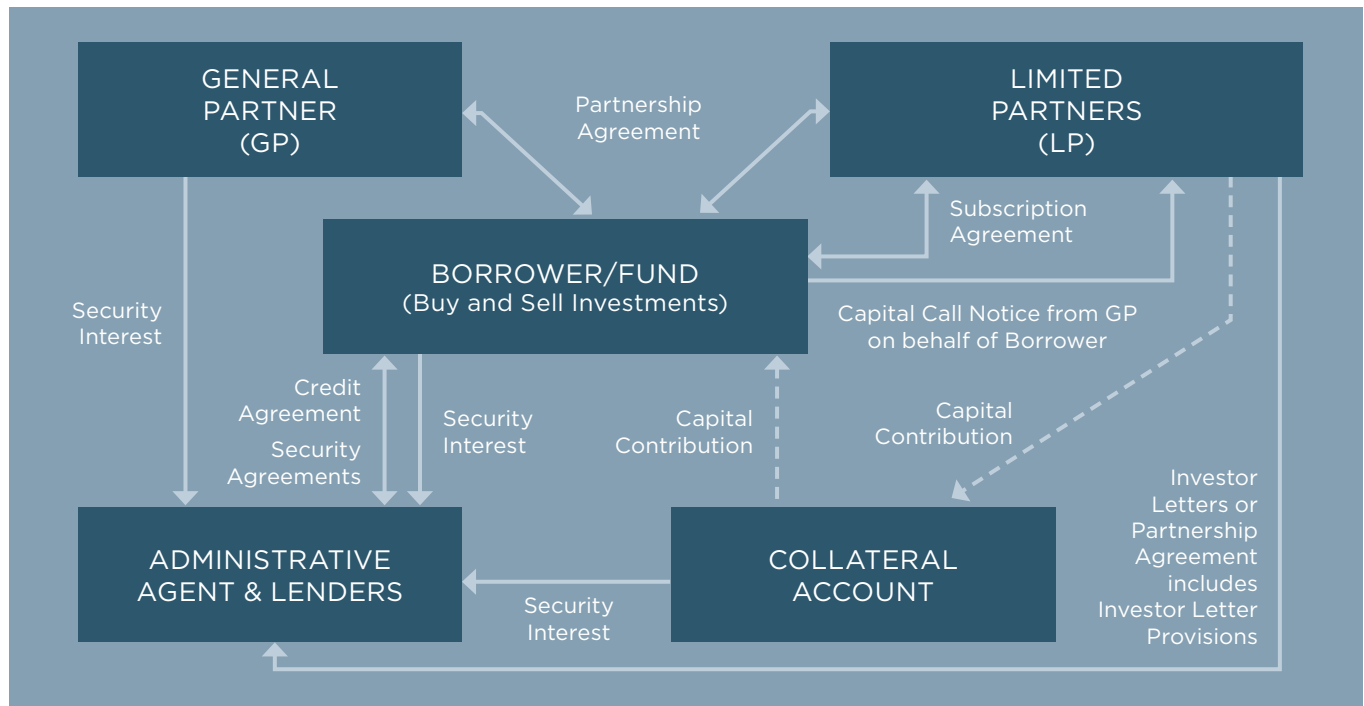 GENERAL
PARTNER
(GP)
Partnership
Agreement
LIMITED
PARTNERS
(LP)
Subscription
Agreement
BORROWER/FUND
(Buy and Sell Investments)
Security
Interest
Capital Call Notice from GP
on behalf of Borrower
Credit
Agreement
Security
Agreements
Security
Interest
Capital
Contribution
Capital
Contribution
Investor
Letters or
Partnership
Agreement
includes
Investor Letter
Provisions
ADMINISTRATIVE
AGENT & LENDERS
Security
Interest
COLLATERAL
ACCOUNT